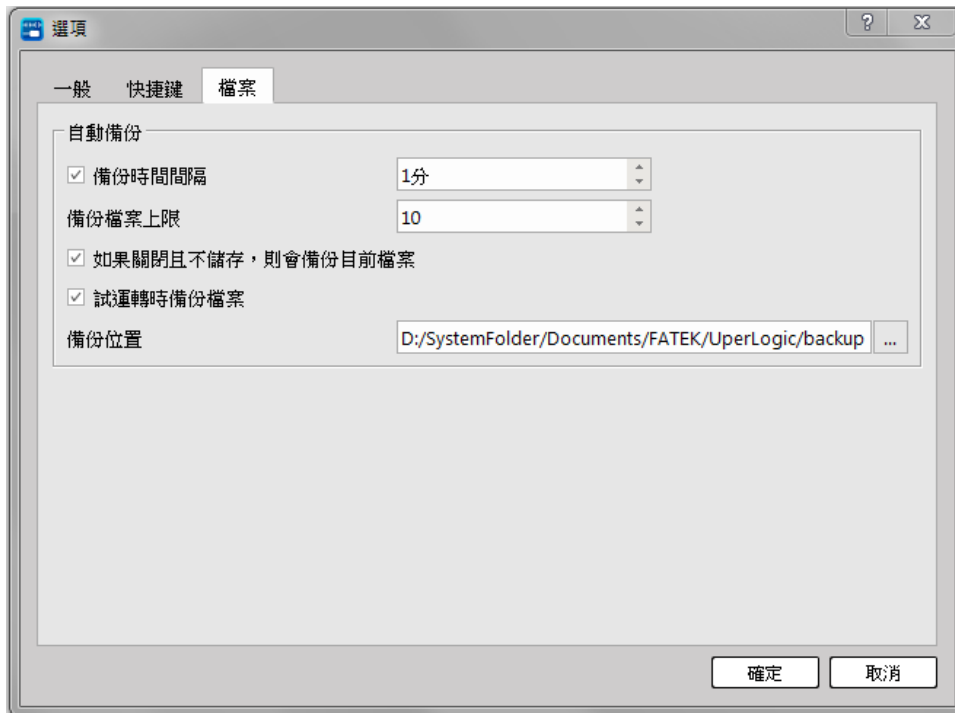 選項
一般 快捷鍵 檔案
自動備份
備份時間間隔 1分
備份檔案上限 10
如果關閉且不儲存，則會備份目前檔案
試運轉時備份檔案
備份位置 D:/SystemFolder/Documents/FATEK/UperLogic/backup ...
確定 取消